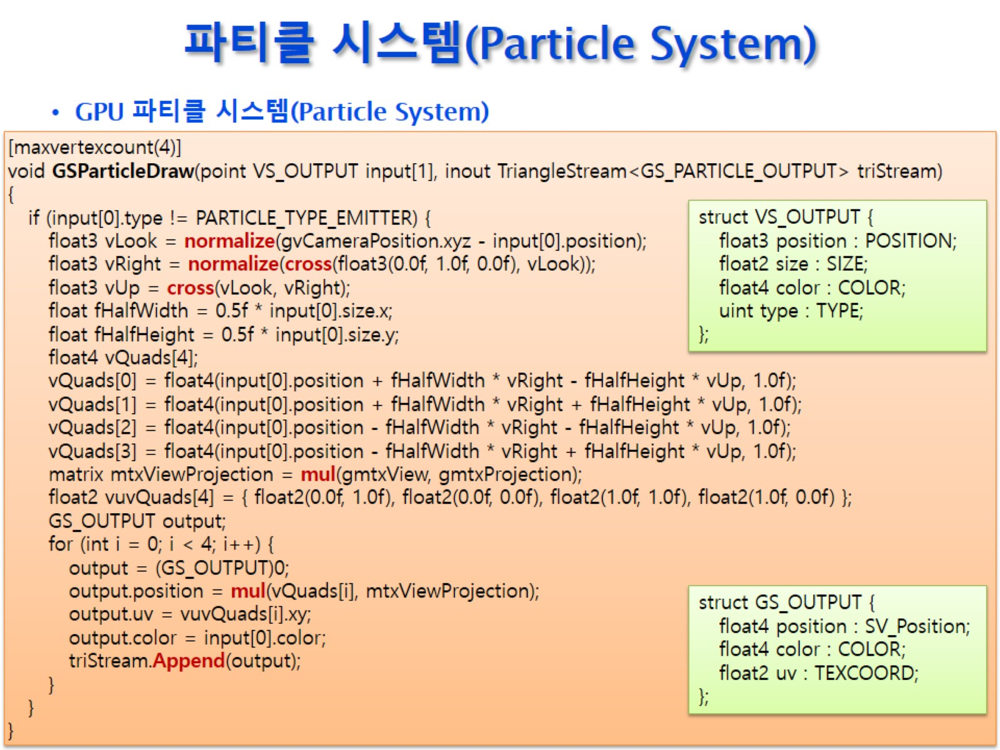 파티클 시스템(Particle System)
• GPU 파티클 시스템(Particle System)
[maxvertexcount(4)]
void GSParticleDraw(point VS_OUTPUT input[1], inout TriangleStream<GS_PARTICLE_OUTPUT> triStream)
{
if (input[0].type != PARTICLE_TYPE_EMITTER) {
float3 vLook = normalize(gvCameraPosition.xyz - input[0].position);
float3 vRight = normalize(cross(float3(0.0f, 1.0f, 0.0f), vLook));
float3 vUp = cross(vLook, vRight);
float fHalfWidth = 0.5f * input[0].size.x;
float fHalfHeight = 0.5f * input[0].size.y;
float4 vQuads[4];
vQuads[0] = float4(input[0].position + fHalfWidth * vRight - fHalfHeight * vUp, 1.0f);
vQuads[1] = float4(input[0].position + fHalfWidth * vRight + fHalfHeight * vUp, 1.0f);
vQuads[2] = float4(input[0].position - fHalfWidth * vRight - fHalfHeight * vUp, 1.0f);
vQuads[3] = float4(input[0].position - fHalfWidth * vRight + fHalfHeight * vUp, 1.0f);
matrix mtxViewProjection = mul(gmtxView, gmtxProjection);
float2 vuvQuads[4] = { float2(0.0f, 1.0f), float2(0.0f, 0.0f), float2(1.0f, 1.0f), float2(1.0f, 0.0f) };
GS_OUTPUT output;
for (int i = 0; i < 4; i++) {
output = (GS_OUTPUT)0;
output.position = mul(vQuads[i], mtxViewProjection);
output.uv = vuvQuads[i].xy;
output.color = input[0].color;
triStream.Append(output);
}
}
}
struct VS_OUTPUT {
float3 position : POSITION;
float2 size : SIZE;
float4 color : COLOR;
uint type : TYPE;
};
struct GS_OUTPUT {
float4 position : SV_Position;
float4 color : COLOR;
float2 uv : TEXCOORD;
};